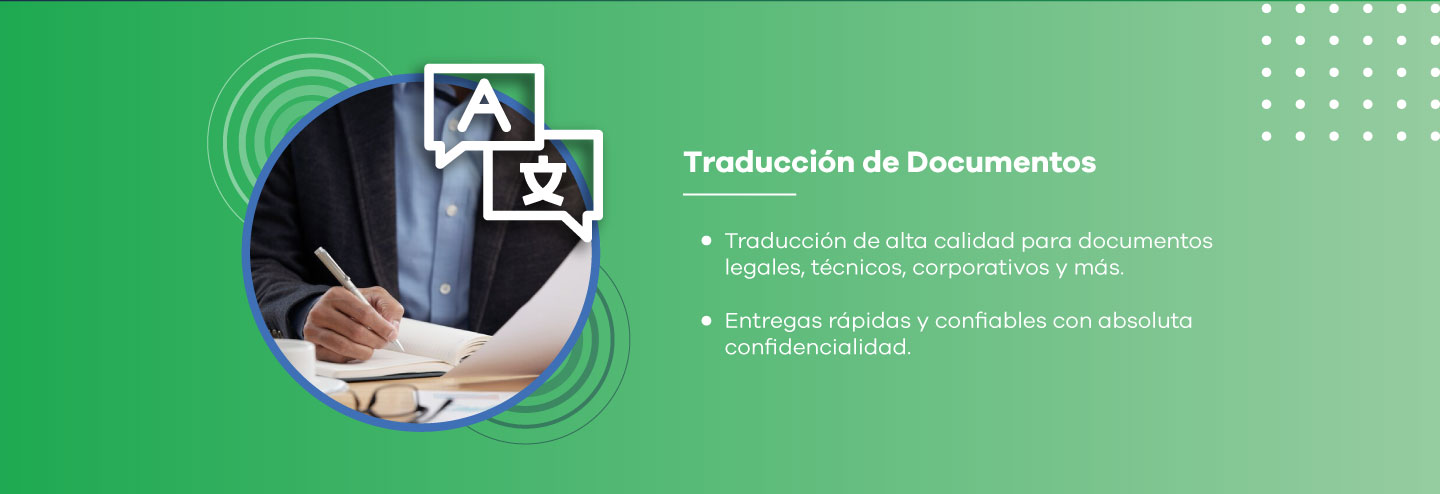 A
文
Traducción de Documentos
Traducción de alta calidad para documentos
legales, técnicos, corporativos y más.
Entregas rápidas y confiables con absoluta
confidencialidad.